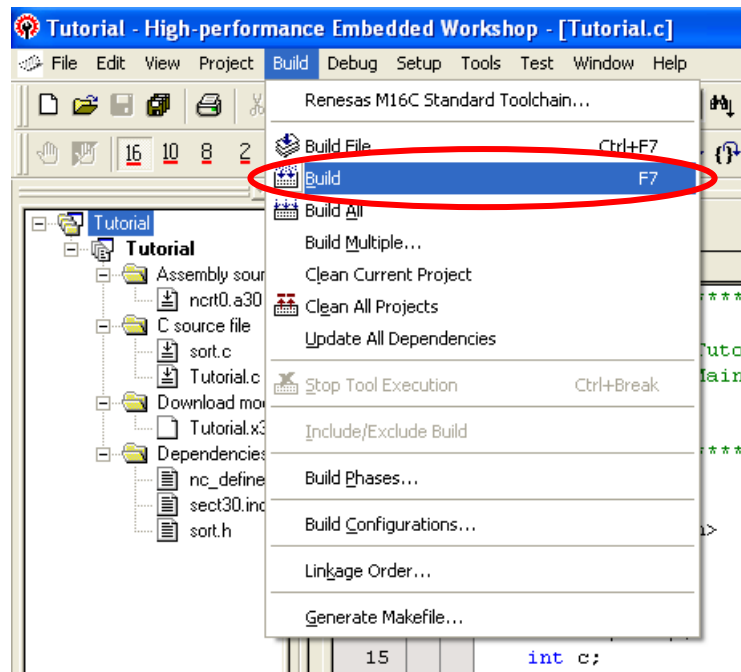 Tutorial - High-performance Embedded Workshop - [Tutorial.c]
File Edit View Project Build Debug Setup Tools Test Window Help
16 10 8 2
Renesas M16C Standard Toolchain...
Build File Ctrl+F7
Build F7
Build All
Build Multiple...
Clean Current Project
Clean All Projects
Update All Dependencies
Stop Tool Execution Ctrl+Break
Include/Exclude Build
Build Phases...
Build Configurations...
Linkage Order...
Generate Makefile...
Tutorial
Tutorial
Assembly sour
ncrt0.a30
C source file
sort.c
Tutorial.c
Download mo
Tutorial.x3
Dependencies
nc_define
sect30.inc
sort.h
***
Tuto
Main
***
>
15 int c;